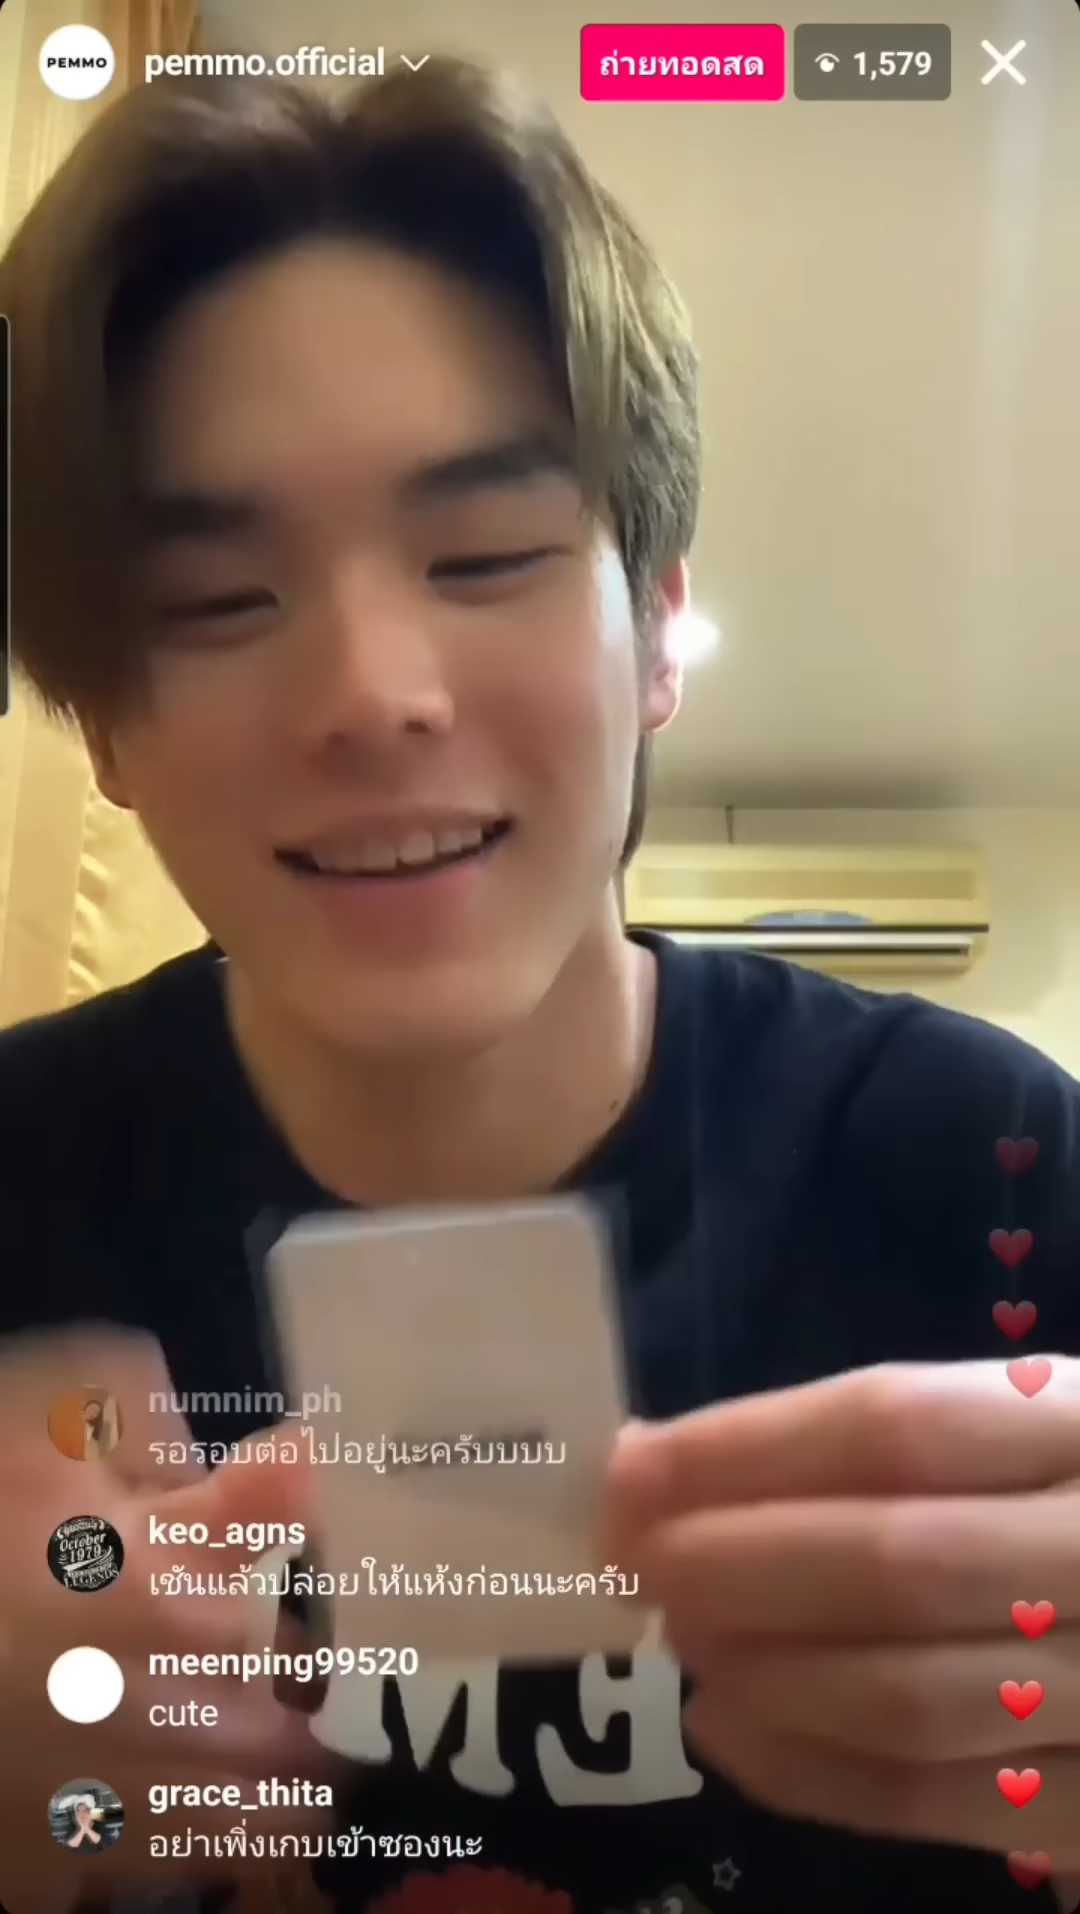 PEMMO
pemmo.official
ถ่ายทอดสด
1,579
numnim_ph
รอรอบต่อไปอยู่นะครับบบบ
October
1979
LEGENDS
keo_agns
เซ้นแล้วปล่อยให้แห้งก่อนนะครับ
meenping99520
cute
grace_thita
อย่าเพิ่งเกบเข้าซองนะ